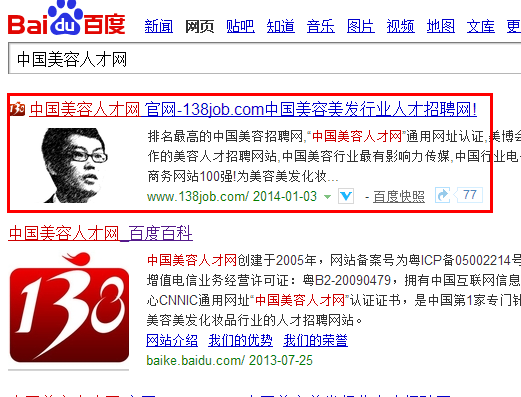 Bai du 百度
新闻 网页 贴吧 知道 音乐 图片 视频 地图 文库
中国美容人才网
138 中国美容人才网 官网-138job.com中国美容美发行业人才招聘网!
排名最高的中国美容招聘网,“中国美容人才网”通用网址认证,美博会
作的美容人才招聘网站,中国美容行业最有影响力传媒,中国行业电
商务网站100强!为美容美发化妆...
www.138job.com/ 2014-01-03 - 百度快照 77
中国美容人才网_百度百科
138
中国美容人才网创建于2005年，网站备案号为粤ICP备05002214号
增值电信业务经营许可证：粤B2-20090479，拥有中国互联网信息
心CNNIC通用网址“中国美容人才网”认证证书，是中国第1家专门
美容美发化妆品行业的人才招聘网站。
网站介绍 我们的优势 我们的荣誉
baike.baidu.com/ 2013-07-25